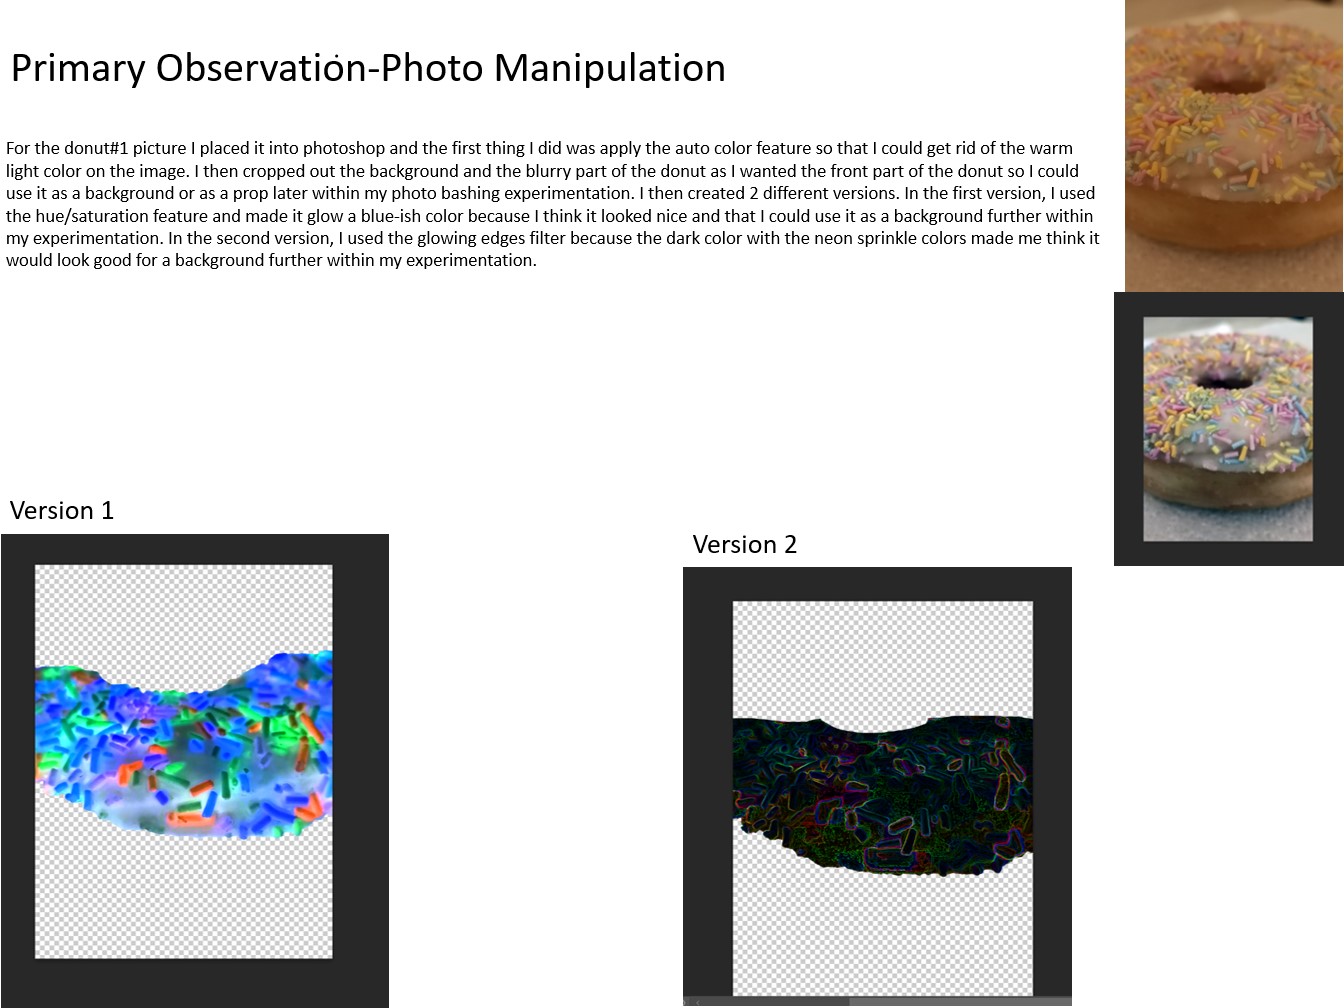 Primary Observation-Photo Manipulation
For the donut#1 picture I placed it into photoshop and the first thing I did was apply the auto color feature so that I could get rid of the warm
light color on the image. I then cropped out the background and the blurry part of the donut as I wanted the front part of the donut so I could
use it as a background or as a prop later within my photo bashing experimentation. I then created 2 different versions. In the first version, I used
the hue/saturation feature and made it glow a blue-ish color because I think it looked nice and that I could use it as a background further within
my experimentation. In the second version, I used the glowing edges filter because the dark color with the neon sprinkle colors made me think it
would look good for a background further within my experimentation.
Version 1
Version 2